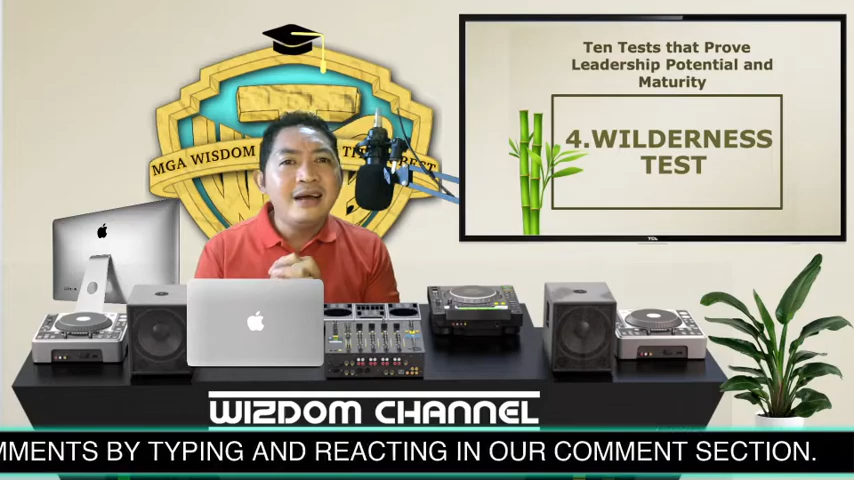 Ten Tests that Prove
Leadership Potential and
Maturity
4.WILDERNESS
TEST
MGA WISDOM
TCL
WIZDOM CHANNEL
MMENTS BY TYPING AND REACTING IN OUR COMMENT SECTION.